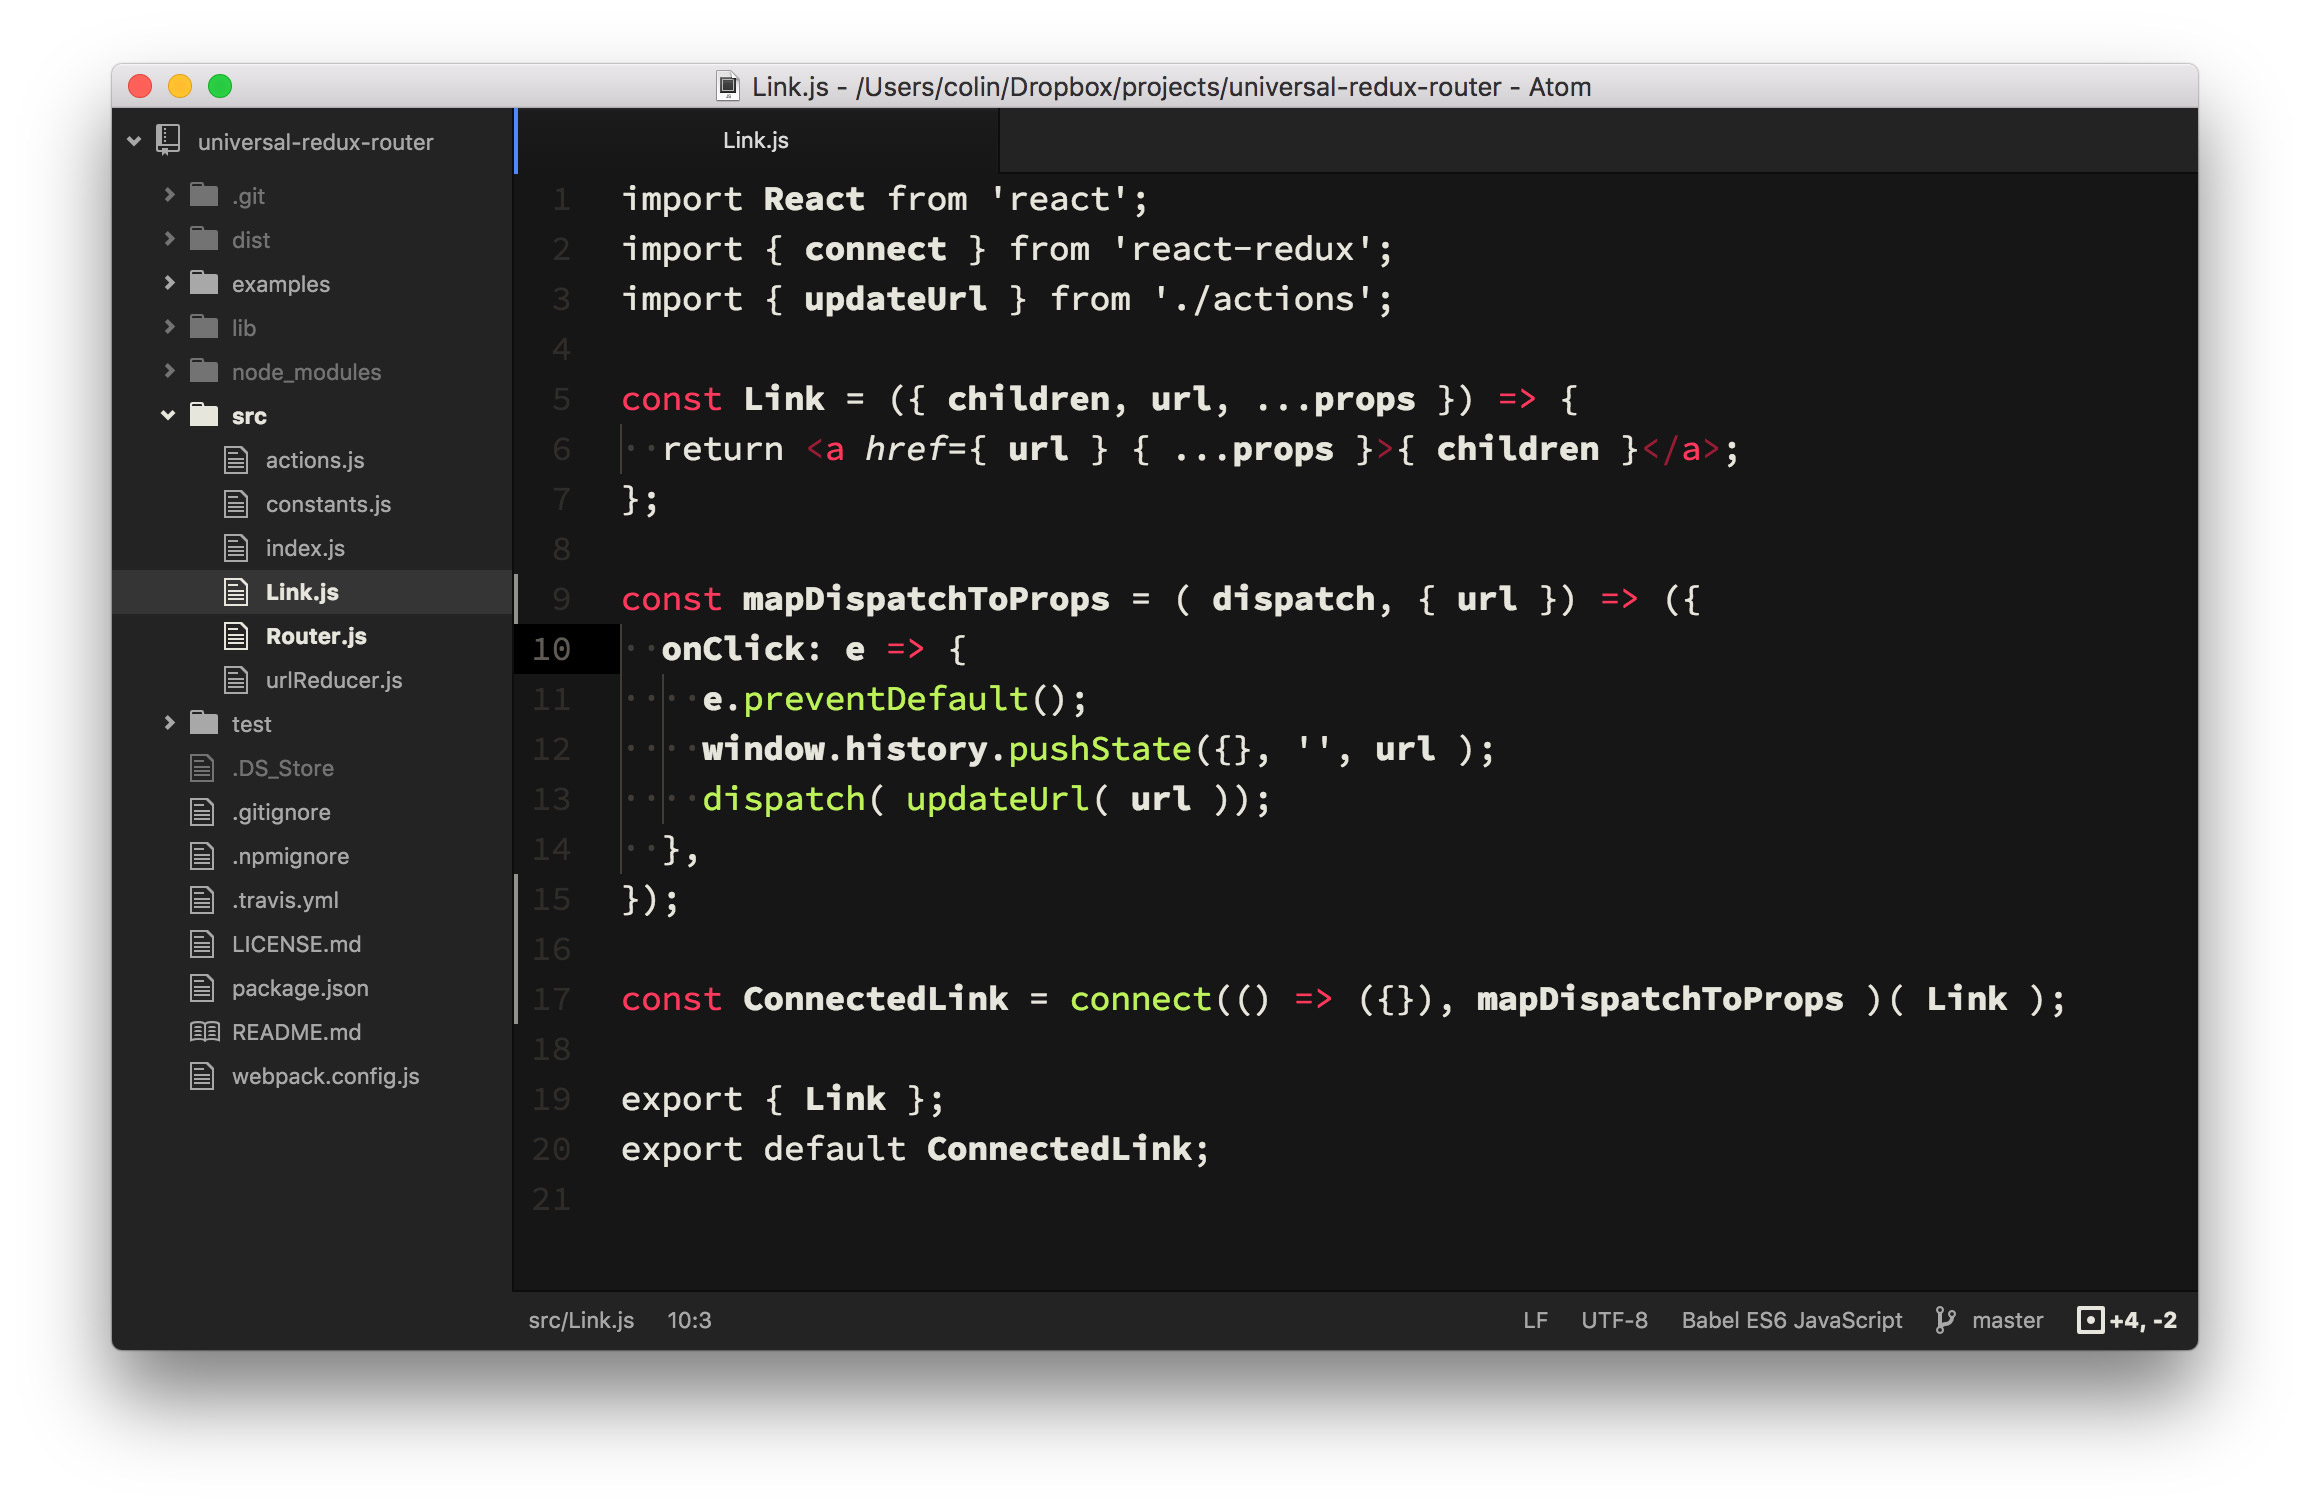 Link.js - /Users/colin/Dropbox/projects/universal-redux-router - Atom
universal-redux-router
.git
dist
examples
lib
node_modules
src
actions.js
constants.js
index.js
Link.js
Router.js
urlReducer.js
test
.DS_Store
.gitignore
.npmignore
.travis.yml
LICENSE.md
package.json
README.md
webpack.config.js
Link.js
1 import React from 'react';
2 import { connect } from 'react-redux';
3 import { updateUrl } from './actions';
4
5 const Link = ({ children, url, ...props }) => {
6 ··return <a href={ url } { ...props }>{ children }</a>;
7 };
8
9 const mapDispatchToProps = ( dispatch, { url }) => ({
10 ··onClick: e => {
11 ····e.preventDefault();
12 ····window.history.pushState({}, '', url );
13 ····dispatch( updateUrl( url ));
14 ··},
15 });
16
17 const ConnectedLink = connect(() => ({}), mapDispatchToProps )( Link );
18
19 export { Link };
20 export default ConnectedLink;
21
src/Link.js 10:3 LF UTF-8 Babel ES6 JavaScript master +4, -2